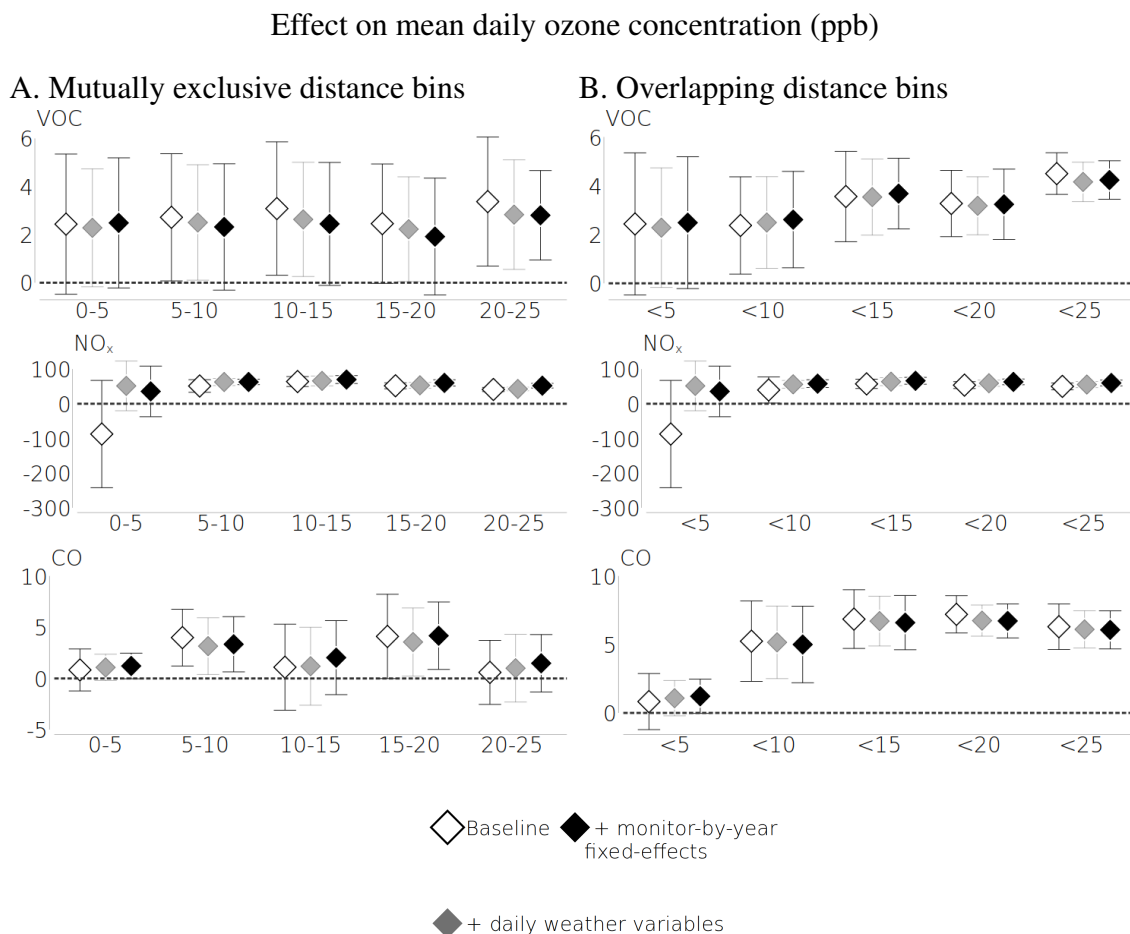 Effect on mean daily ozone concentration (ppb)
A. Mutually exclusive distance bins
VOC
6
4
2
0
0-5 5-10 10-15 15-20 20-25
NOₓ
100
0
-100
-200
-300
0-5 5-10 10-15 15-20 20-25
CO
10
5
0
-5
0-5 5-10 10-15 15-20 20-25
B. Overlapping distance bins
VOC
6
4
2
0
<5 <10 <15 <20 <25
NOₓ
100
0
-100
-200
-300
<5 <10 <15 <20 <25
CO
10
5
0
<5 <10 <15 <20 <25
Baseline
+ monitor-by-year
fixed-effects
+ daily weather variables